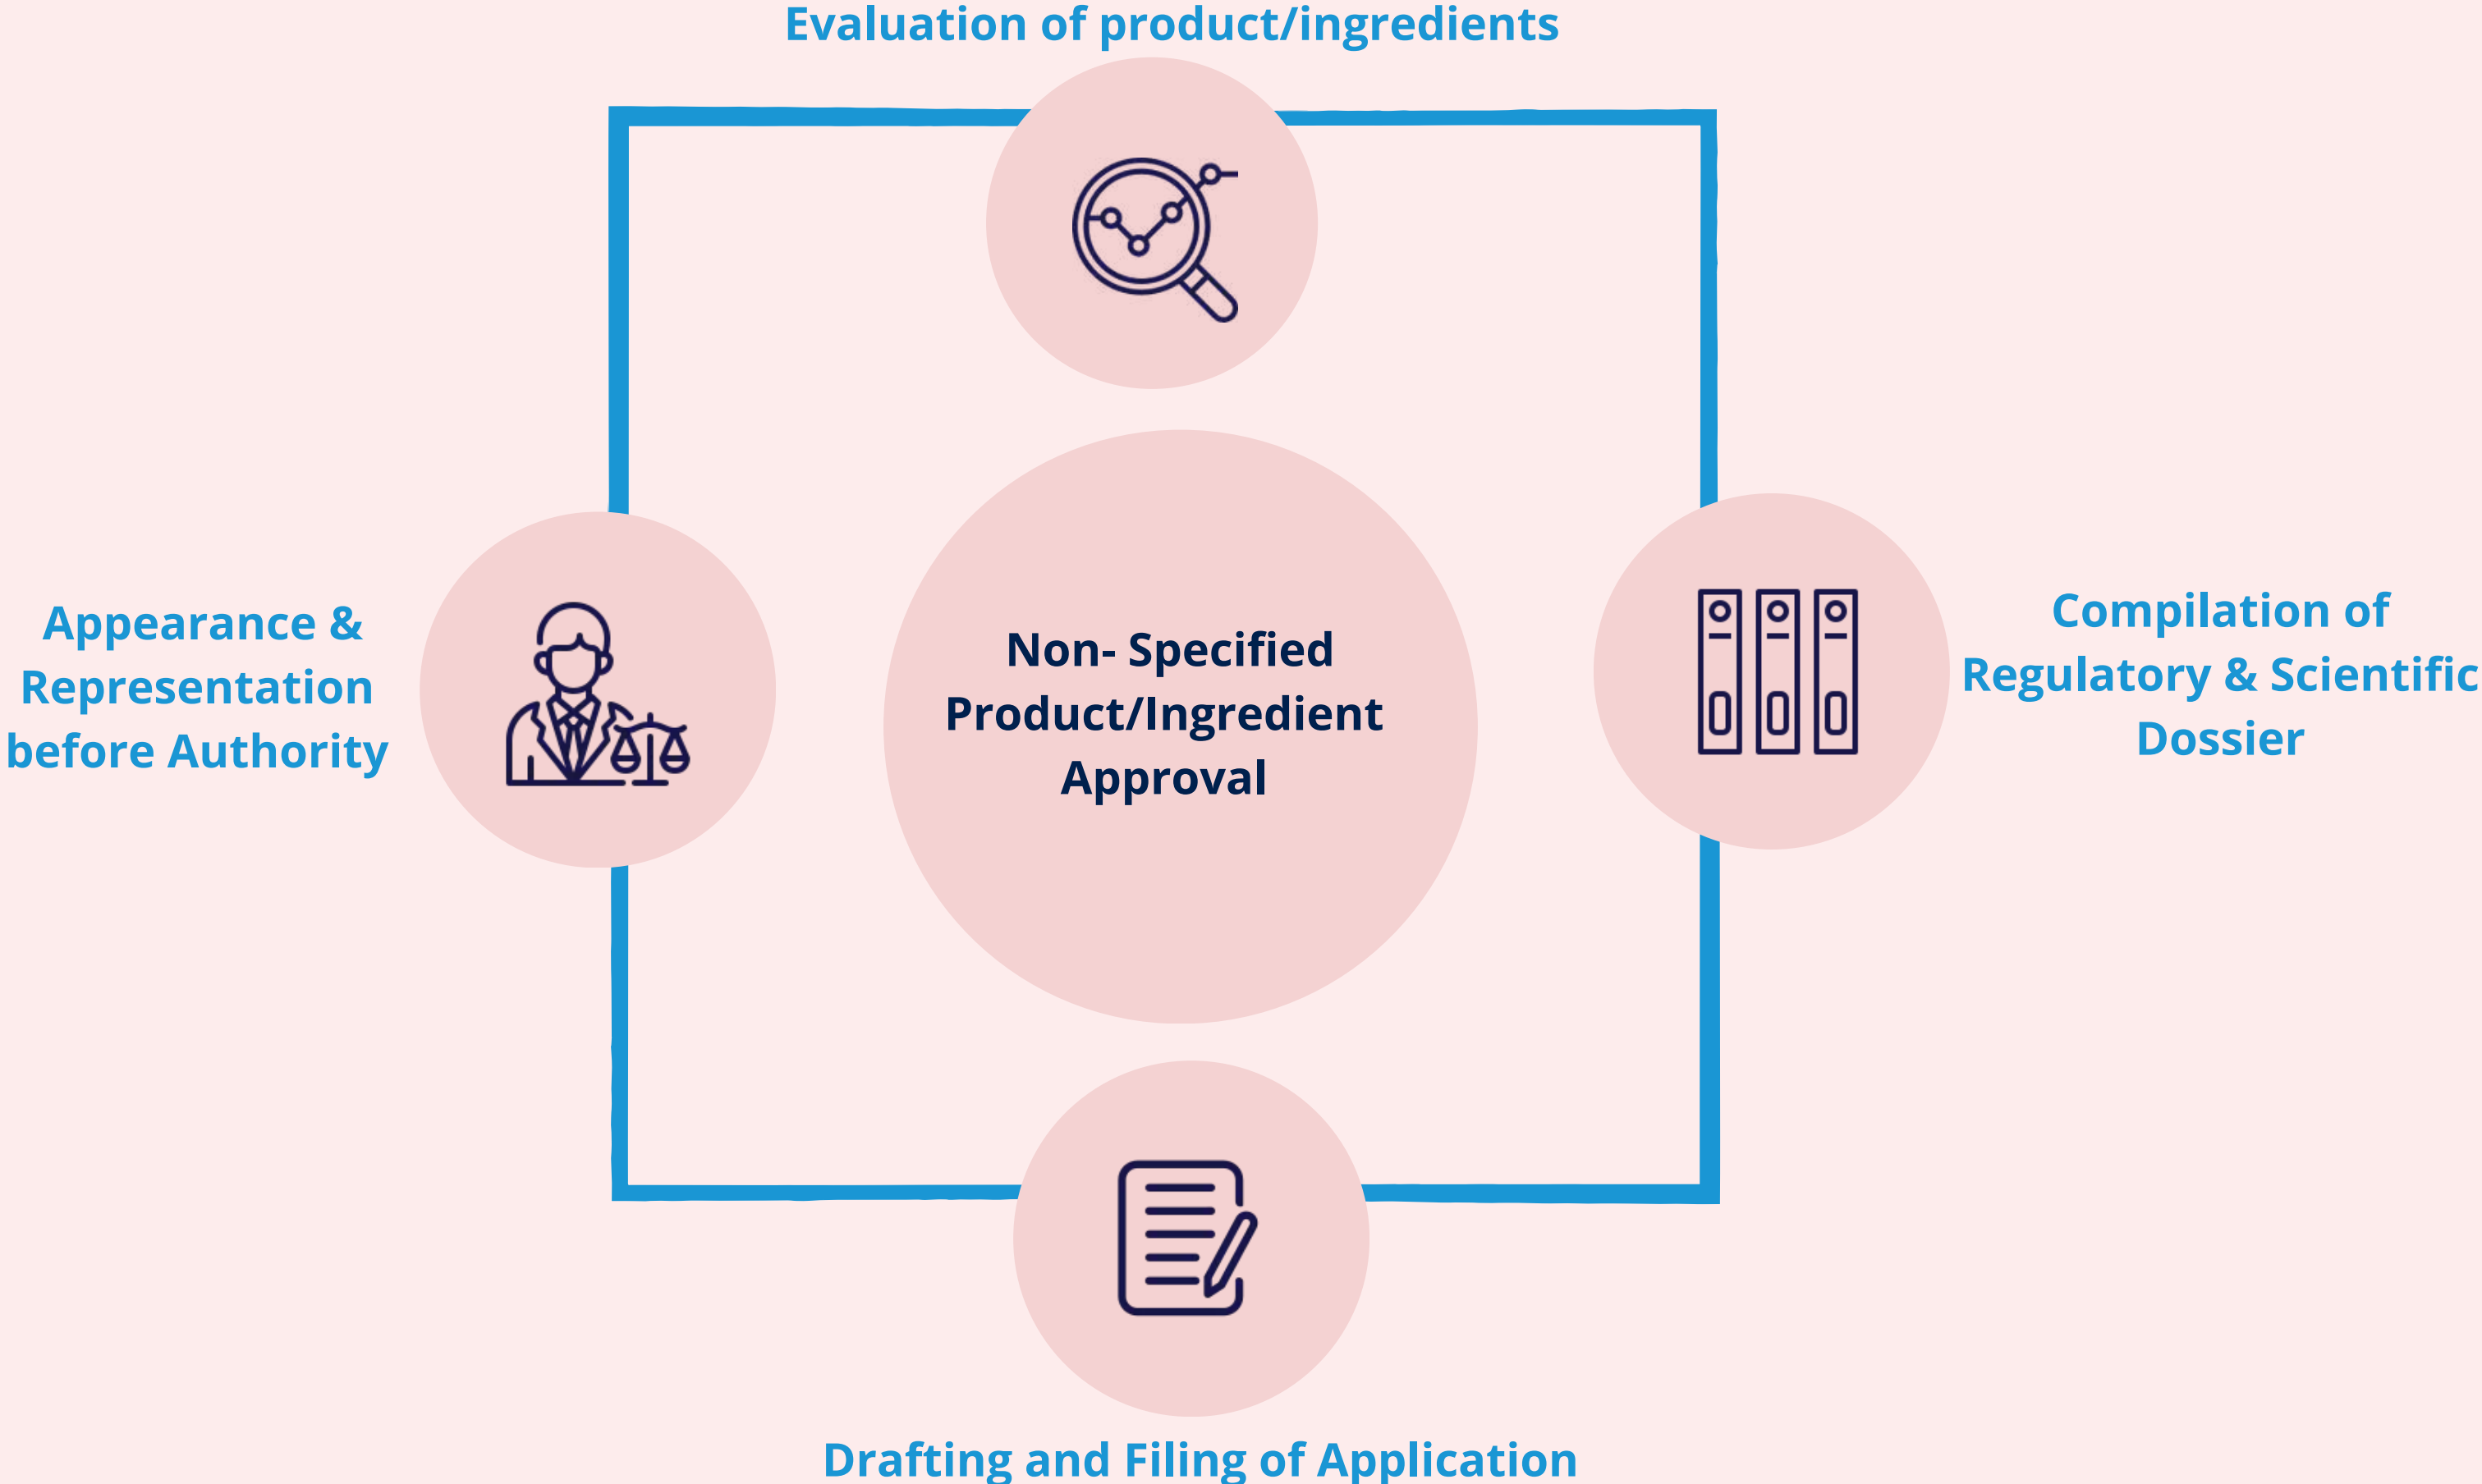 Evaluation of product/ingredients
Appearance &
Representation
before Authority
Non- Specified
Product/Ingredient
Approval
Compilation of
Regulatory & Scientific
Dossier
Drafting and Filing of Application